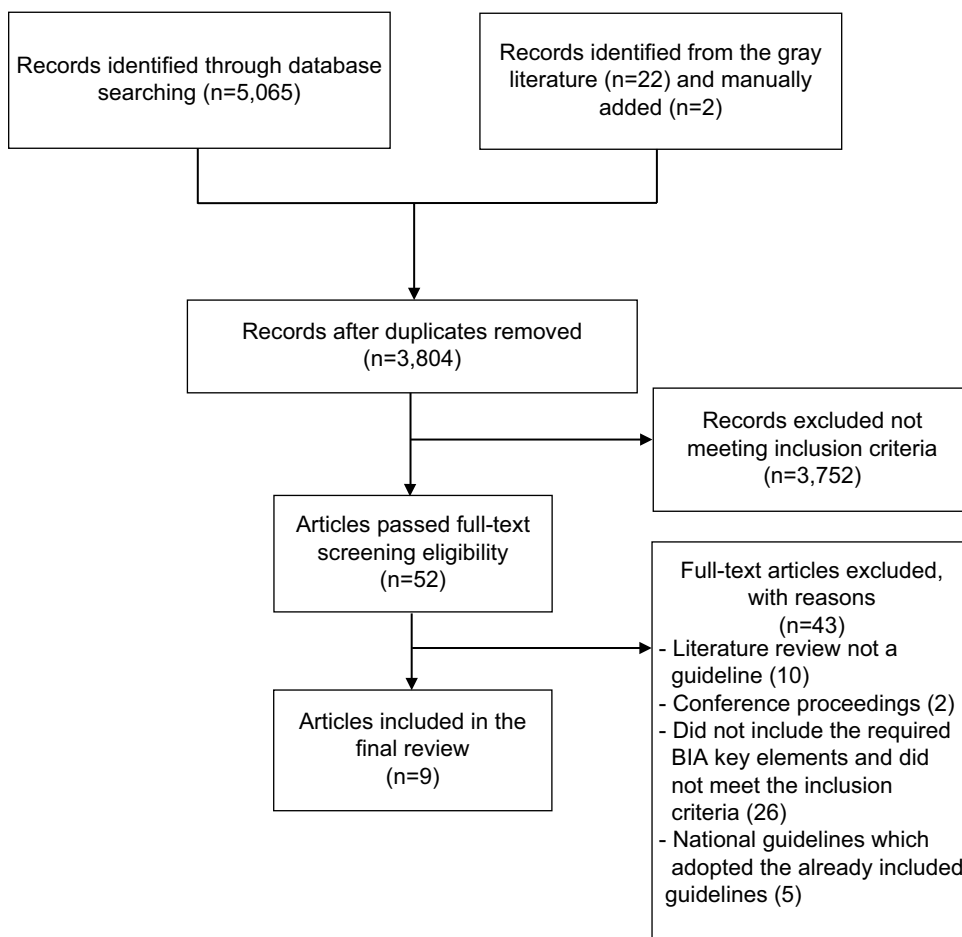 Records identified through database
searching (n=5,065)
Records identified from the gray
literature (n=22) and manually
added (n=2)
Records after duplicates removed
(n=3,804)
Records excluded not
meeting inclusion criteria
(n=3,752)
Articles passed full-text
screening eligibility
(n=52)
Full-text articles excluded,
with reasons
(n=43)
- Literature review not a
guideline (10)
- Conference proceedings (2)
- Did not include the required
BIA key elements and did
not meet the inclusion
criteria (26)
- National guidelines which
adopted the already included
guidelines (5)
Articles included in the
final review
(n=9)